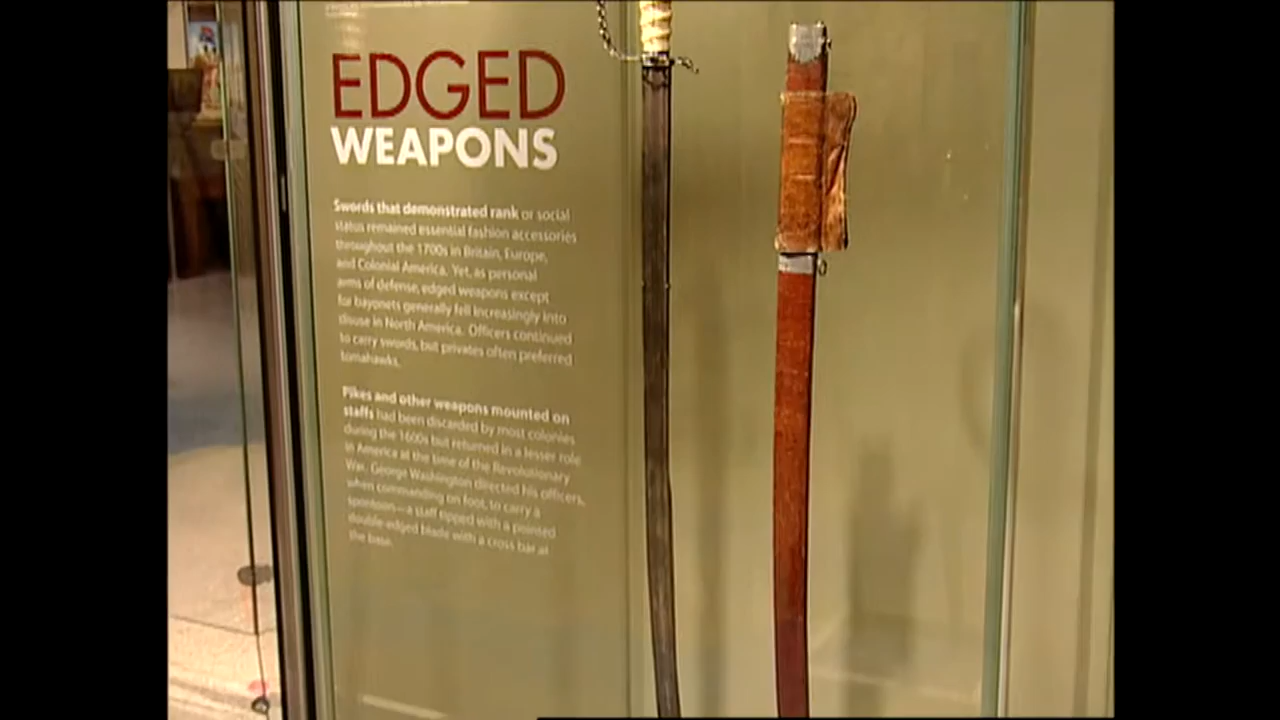 EDGED
WEAPONS
Swords that demonstrated rank or social
status remained essential fashion accessories
throughout the 1700s in Britain, Europe,
and Colonial America. Yet, as personal
arms of defense, edged weapons except
for bayonets generally fell increasingly into
disuse in North America. Officers continued
to carry swords, but privates often preferred
tomahawks.
Pikes and other weapons mounted on
staffs had been discarded by most colonies
during the 1600s but returned in a lesser role
in America at the time of the Revolutionary
War. George Washington directed his officers,
when commanding on foot, to carry a
spontoon—a staff tipped with a pointed
double-edged blade with a cross bar at
the base.